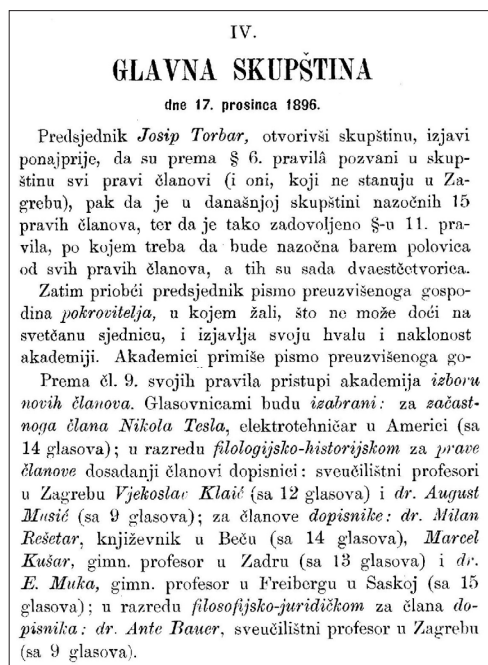 IV.
GLAVNA SKUPŠTINA
dne 17. prosinca 1896.
Predsjednik Josip Torbar, otvorivši skupštinu, izjavi
ponajprije, da su prema § 6. pravilâ pozvani u skup-
štinu svi pravi članovi (i oni, koji ne stanuju u Za-
grebu), pak da je u današnjoj skupštini nazočnih 15
pravih članova, ter da je tako zadovoljeno §-u 11. pra-
vila, po kojem treba da bude nazočna barem polovica
od svih pravih članova, a tih su sada dvaestčetvorica.
Zatim priobći predsjednik pismo preuzvišenoga gospo-
dina pokrovitelja, u kojem žali, što ne može doći na
svetčanu sjednicu, i izjavlja svoju hvalu i naklonost
akademiji. Akademici primiše pismo preuzvišenoga go-
Prema čl. 9. svojih pravila pristupi akademija izboru
novih članova. Glasovnicami budu izabrani: za začast-
noga člana Nikola Tesla, elektrotehničar u Americi (sa
14 glasova); u razredu filologijsko-historijskom za prave
članove dosadanji članovi dopisnici: sveučilištni profesori
u Zagrebu Vjekoslav Klaić (sa 12 glasova) i dr. August
Musić (sa 9 glasova); za članove dopisnike: dr. Milan
Rešetar, književnik u Beču (sa 14 glasova), Marcel
Kušar, gimn. profesor u Zadru (sa 13 glasova) i dr.
E. Muka, gimn. profesor u Freibergu u Saskoj (sa 15
glasova); u razredu filosofijsko-juridičkom za člana do-
pisnika: dr. Ante Bauer, sveučilištni profesor u Zagrebu
(sa 9 glasova).